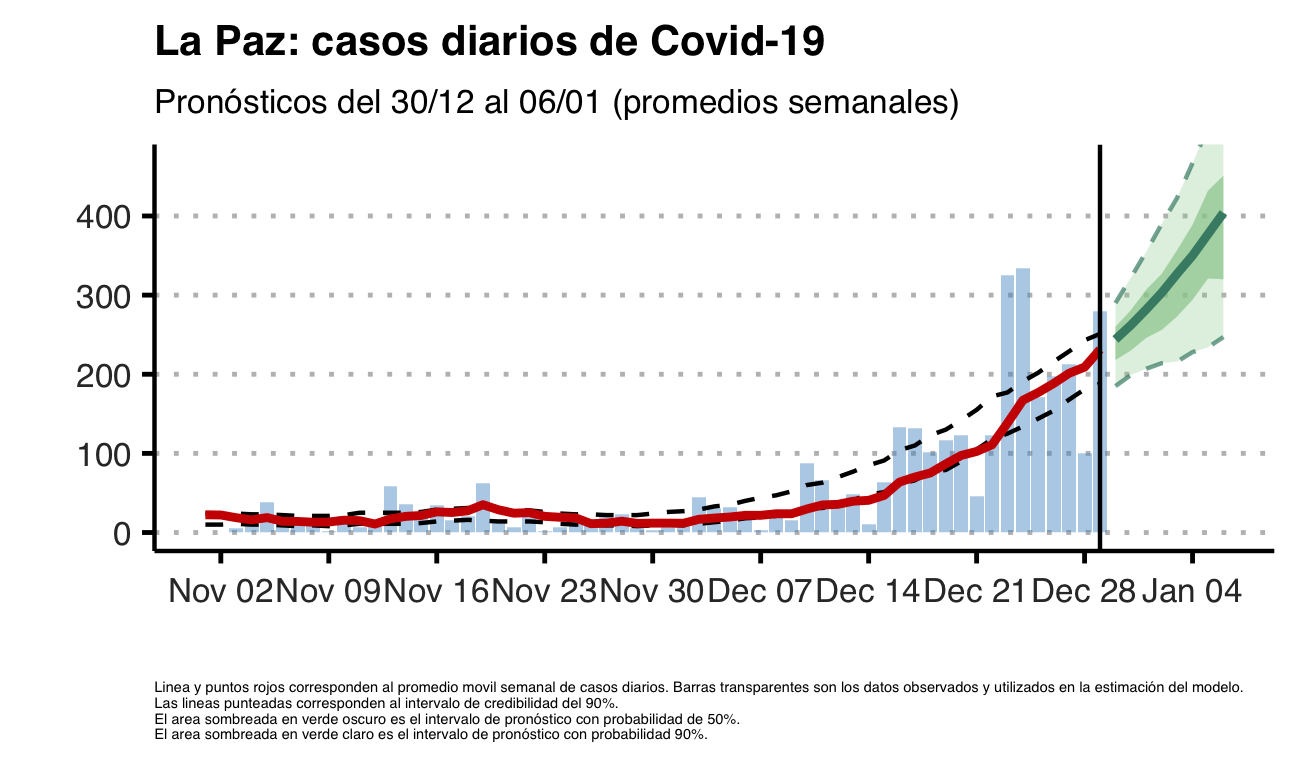 La Paz: casos diarios de Covid-19
Pronósticos del 30/12 al 06/01 (promedios semanales)
400
300
200
100
0
Nov 02 Nov 09 Nov 16 Nov 23 Nov 30 Dec 07 Dec 14 Dec 21 Dec 28 Jan 04
Linea y puntos rojos corresponden al promedio movil semanal de casos diarios. Barras transparentes son los datos observados y utilizados en la estimación del modelo.
Las lineas punteadas corresponden al intervalo de credibilidad del 90%.
El area sombreada en verde oscuro es el intervalo de pronóstico con probabilidad de 50%.
El area sombreada en verde claro es el intervalo de pronóstico con probabilidad 90%.